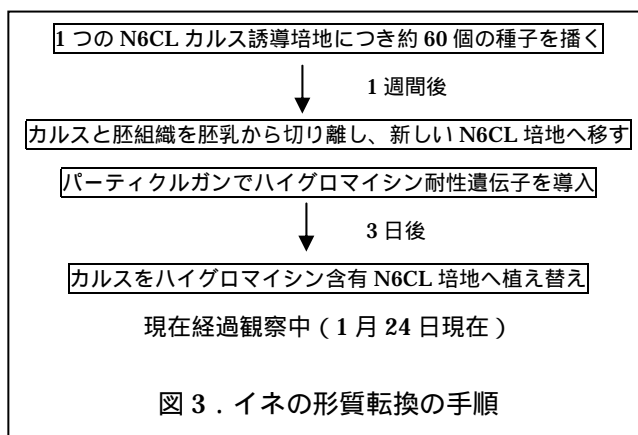 1 つの N6CL カルス誘導培地につき約 60 個の種子を播く
1 週間後
カルスと胚組織を胚乳から切り離し、新しい N6CL 培地へ移す
パーティクルガンでハイグロマイシン耐性遺伝子を導入
3 日後
カルスをハイグロマイシン含有 N6CL 培地へ植え替え
現在経過観察中(1 月 24 日現在)
図 3.イネの形質転換の手順